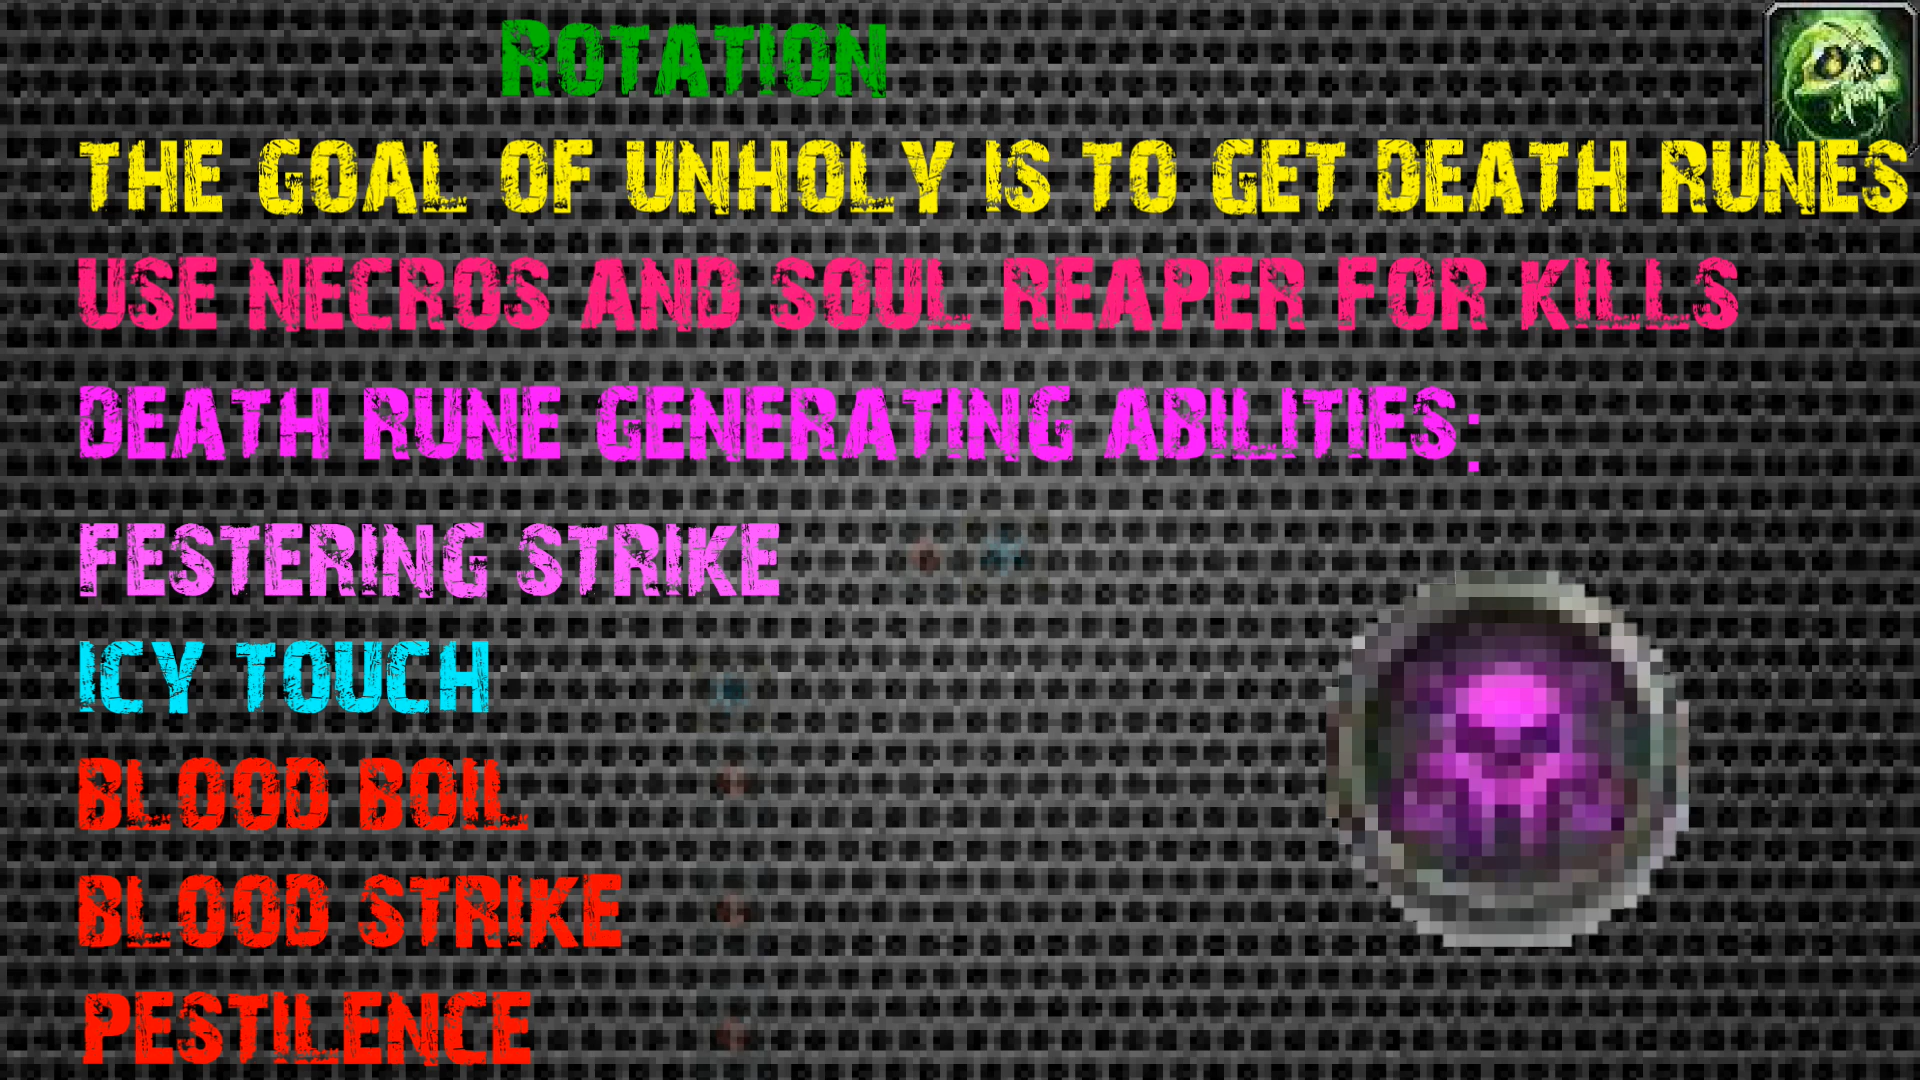 ROTATION
THE GOAL OF UNHOLY IS TO GET DEATH RUNES
USE NECROS AND SOUL REAPER FOR KILLS
DEATH RUNE GENERATING ABILITIES:
FESTERING STRIKE
ICY TOUCH
BLOOD BOIL
BLOOD STRIKE
PESTILENCE